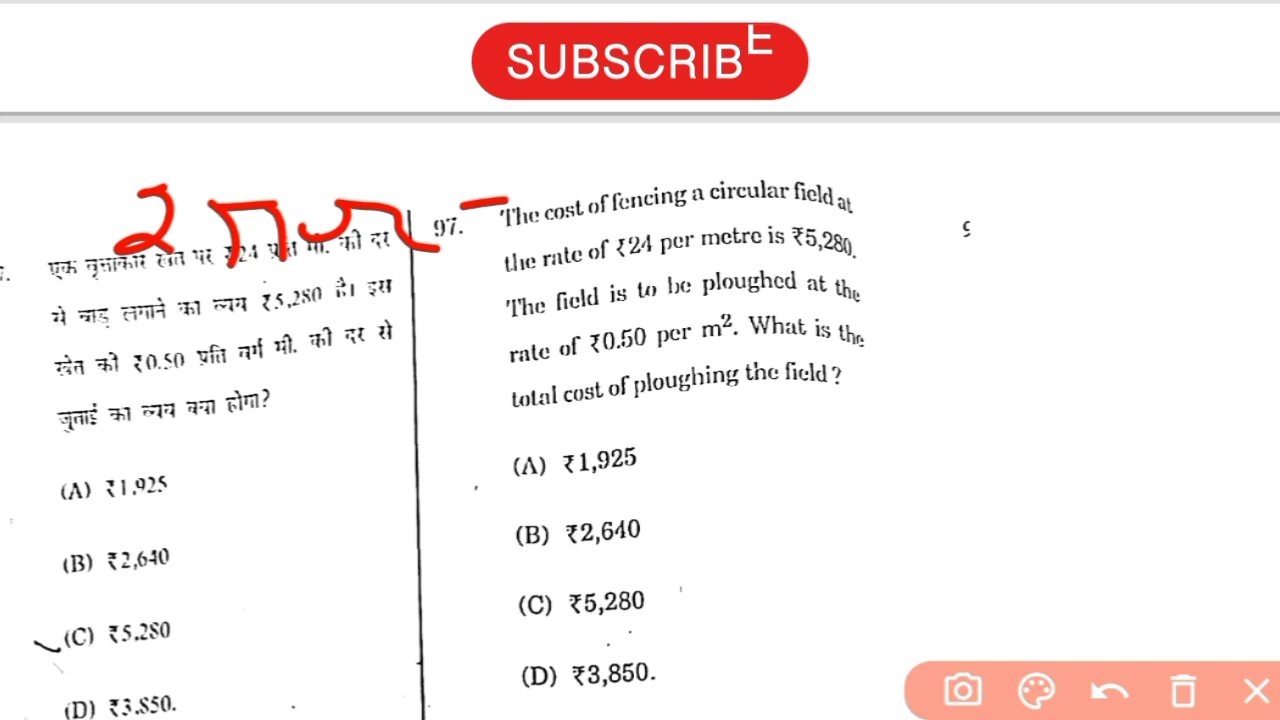 SUBSCRIBE
2πr
एक वृत्ताकार खेत पर ₹24 प्रति मी. की दर
से बाड़ लगाने का व्यय ₹5,280 है। इस
खेत को ₹0.50 प्रति वर्ग मी. की दर से
जुताई का व्यय क्या होगा?
(A) ₹1,925
(B) ₹2,640
(C) ₹5,280
(D) ₹3,850.
97. The cost of fencing a circular field at
the rate of ₹24 per metre is ₹5,280.
The field is to be ploughed at the
rate of ₹0.50 per m². What is the
total cost of ploughing the field?
(A) ₹1,925
(B) ₹2,640
(C) ₹5,280
(D) ₹3,850.